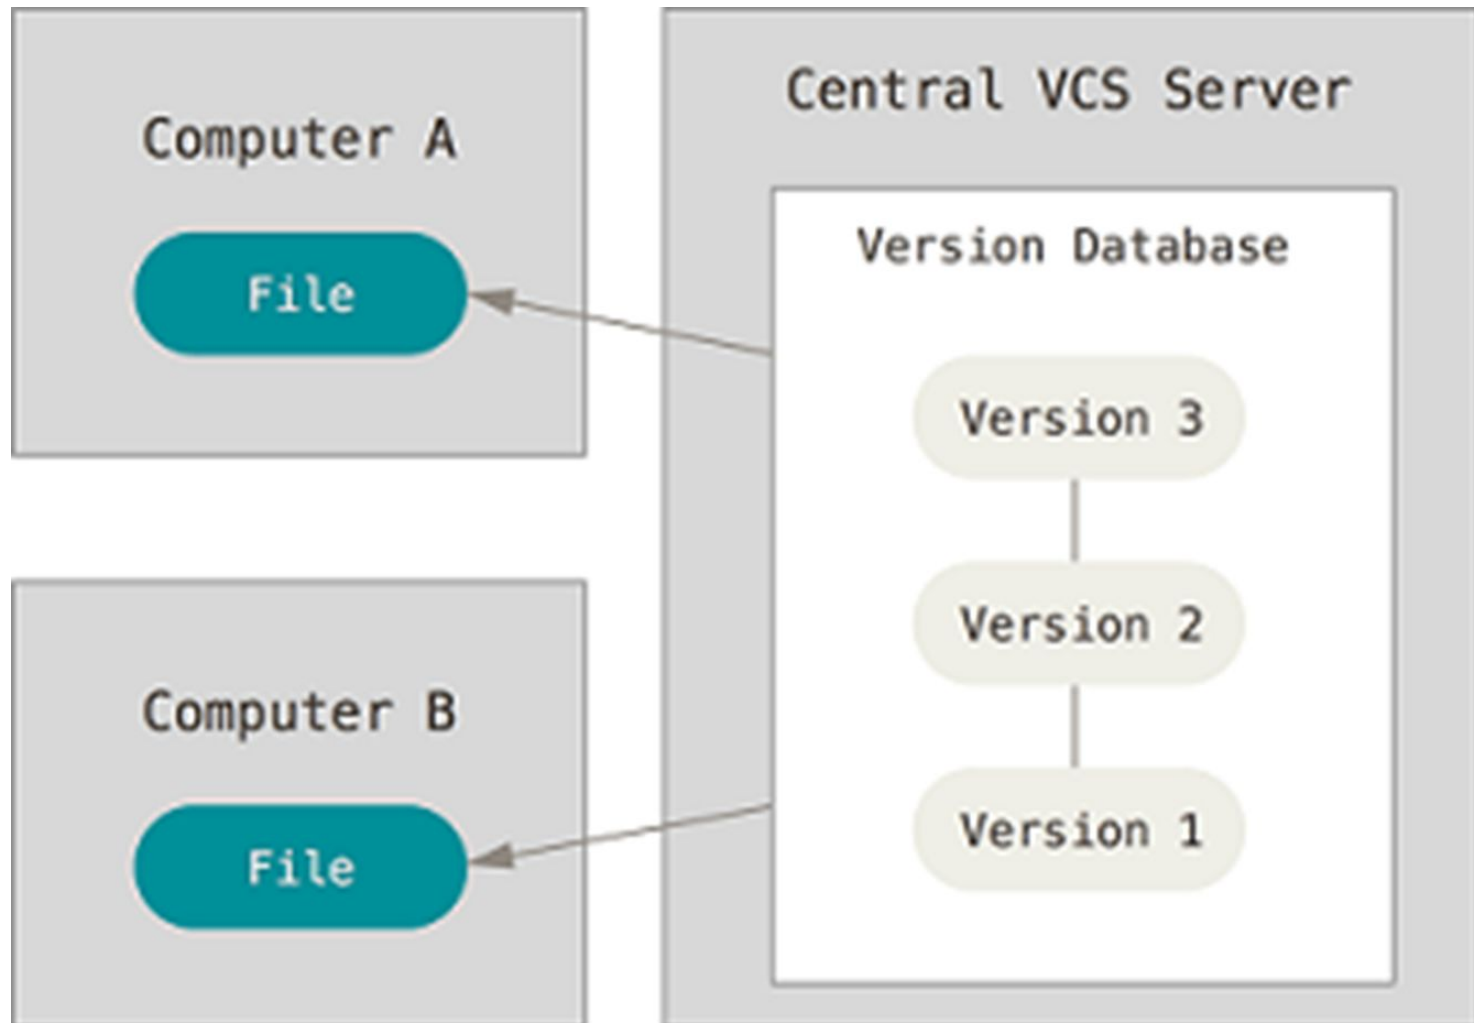 Computer A
File
Computer B
File
Central VCS Server
Version Database
Version 3
Version 2
Version 1